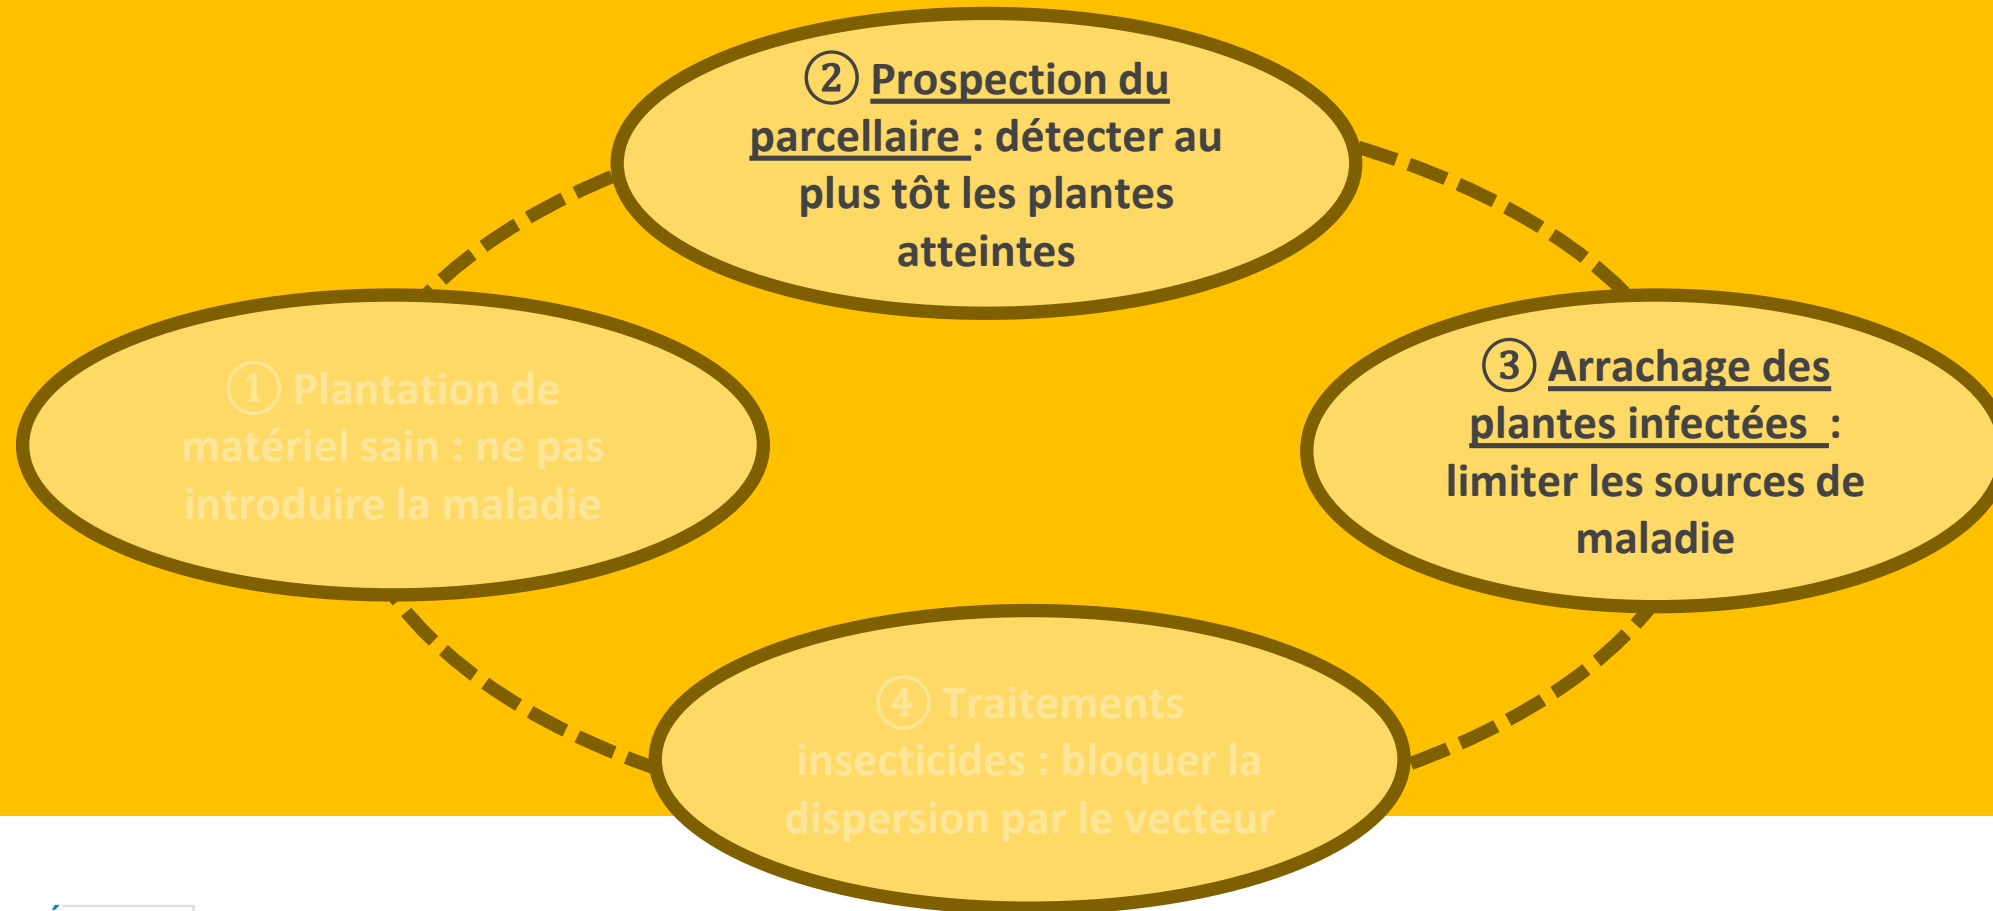 ② Prospection du
parcellaire : détecter au
plus tôt les plantes
atteintes
① Plantation de
matériel sain : ne pas
introduire la maladie
③ Arrachage des
plantes infectées :
limiter les sources de
maladie
④ Traitements
insecticides : bloquer la
dispersion par le vecteur